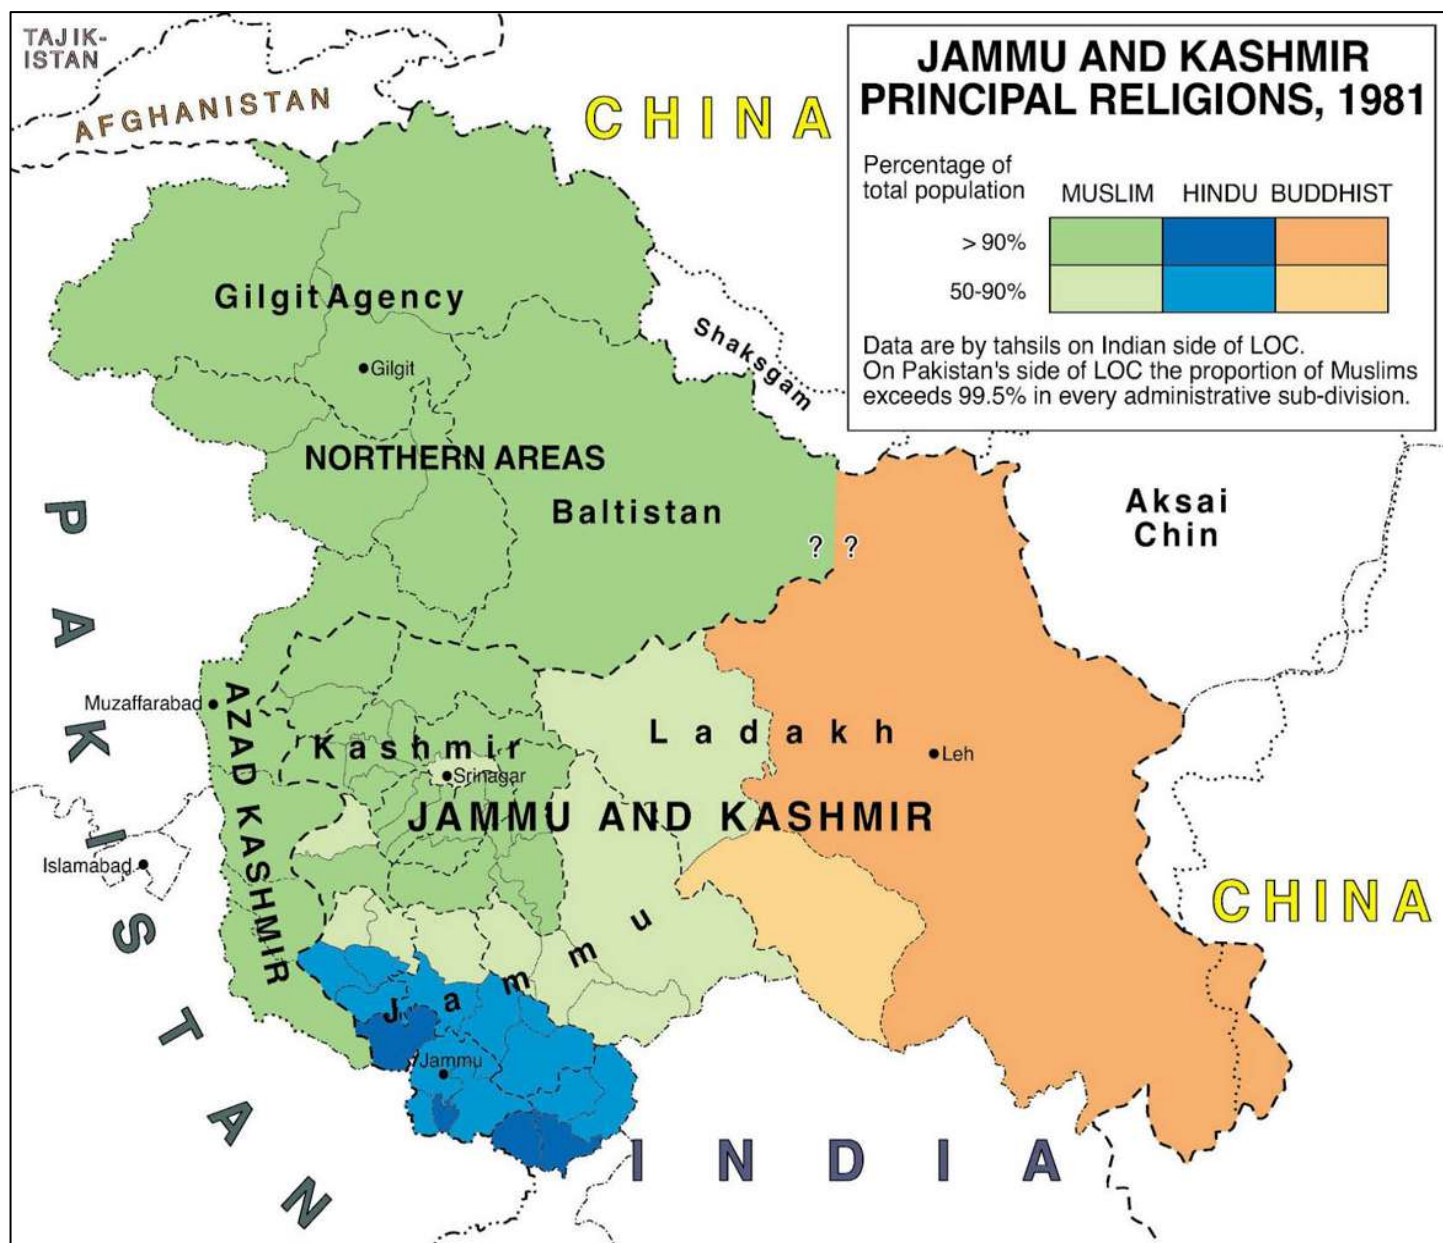 TAJIK-
ISTAN
AFGHANISTAN
CHINA
JAMMU AND KASHMIR
PRINCIPAL RELIGIONS, 1981
Percentage of
total population
MUSLIM HINDU BUDDHIST
> 90%
50-90%
Data are by tahsils on Indian side of LOC.
On Pakistan's side of LOC the proportion of Muslims
exceeds 99.5% in every administrative sub-division.
Gilgit Agency
Shaksgam
Gilgit
NORTHERN AREAS
Baltistan
Aksai
Chin
? ?
PAKISTAN
Muzaffarabad
AZAD KASHMIR
Kashmir
Ladakh
Srinagar
Leh
JAMMU AND KASHMIR
Islamabad
CHINA
Jammu
Jammu
INDIA